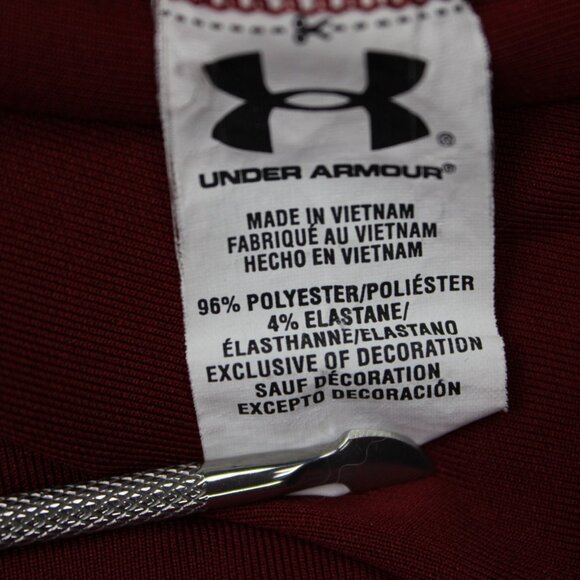 ®
UNDER ARMOUR®
MADE IN VIETNAM
FABRIQUÉ AU VIETNAM
HECHO EN VIETNAM
96% POLYESTER/POLIÉSTER
4% ELASTANE/
ÉLASTHANNE/ELASTANO
EXCLUSIVE OF DECORATION
SAUF DÉCORATION
EXCEPTO DECORACIÓN